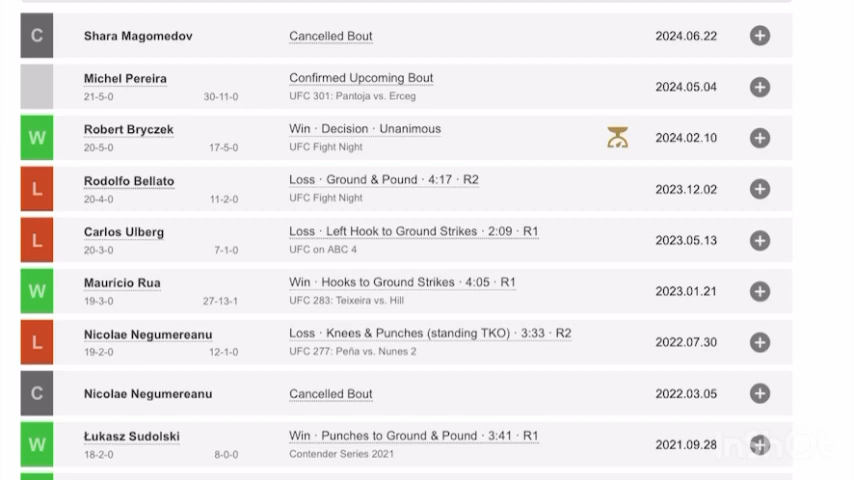 C Shara Magomedov Cancelled Bout 2024.06.22
Michel Pereira Confirmed Upcoming Bout 2024.05.04
21-5-0 30-11-0 UFC 301: Pantoja vs. Erceg
W Robert Bryczek Win · Decision · Unanimous 2024.02.10
20-5-0 17-5-0 UFC Fight Night
L Rodolfo Bellato Loss · Ground & Pound · 4:17 · R2 2023.12.02
20-4-0 11-2-0 UFC Fight Night
L Carlos Ulberg Loss · Left Hook to Ground Strikes · 2:09 · R1 2023.05.13
20-3-0 7-1-0 UFC on ABC 4
W Maurício Rua Win · Hooks to Ground Strikes · 4:05 · R1 2023.01.21
19-3-0 27-13-1 UFC 283: Teixeira vs. Hill
L Nicolae Negumereanu Loss · Knees & Punches (standing TKO) · 3:33 · R2 2022.07.30
19-2-0 12-1-0 UFC 277: Peña vs. Nunes 2
C Nicolae Negumereanu Cancelled Bout 2022.03.05
W Łukasz Sudolski Win · Punches to Ground & Pound · 3:41 · R1 2021.09.28
18-2-0 8-0-0 Contender Series 2021
InShOt